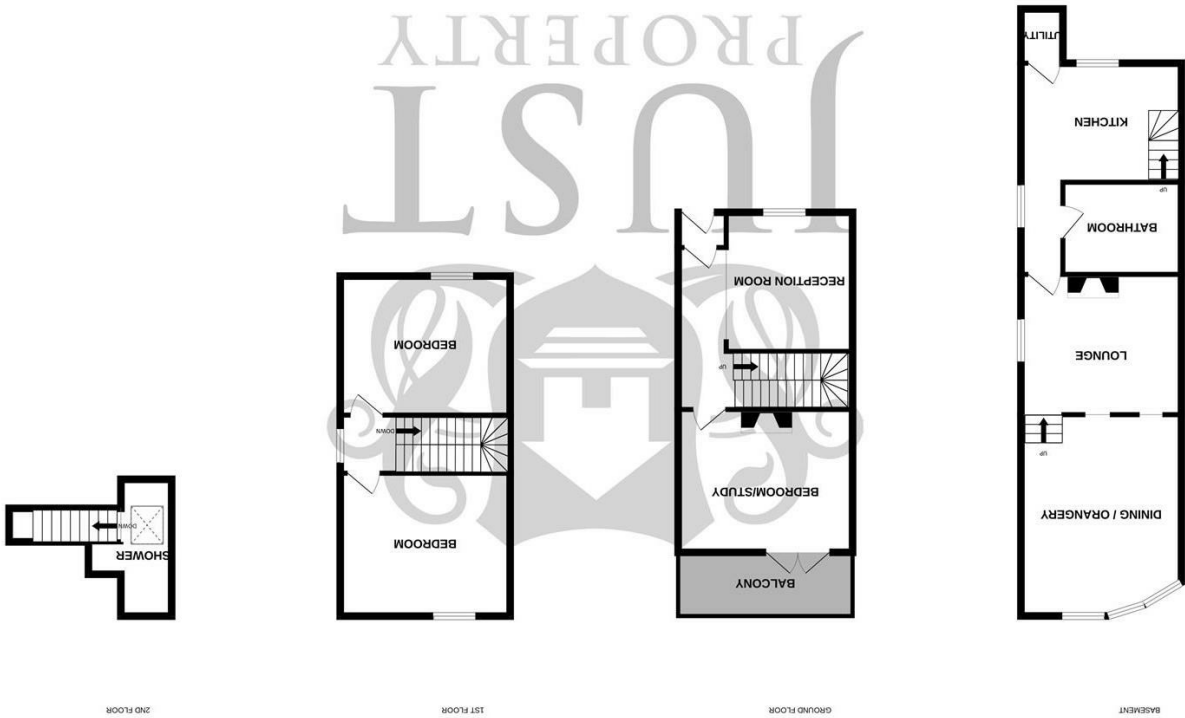 BASEMENT
DINING / ORANGERY
UP
LOUNGE
BATHROOM
UP
KITCHEN
UTILITY
GROUND FLOOR
BALCONY
BEDROOM/STUDY
UP
RECEPTION ROOM
1ST FLOOR
BEDROOM
DOWN
BEDROOM
2ND FLOOR
SHOWER
DOWN
JUST
PROPERTY